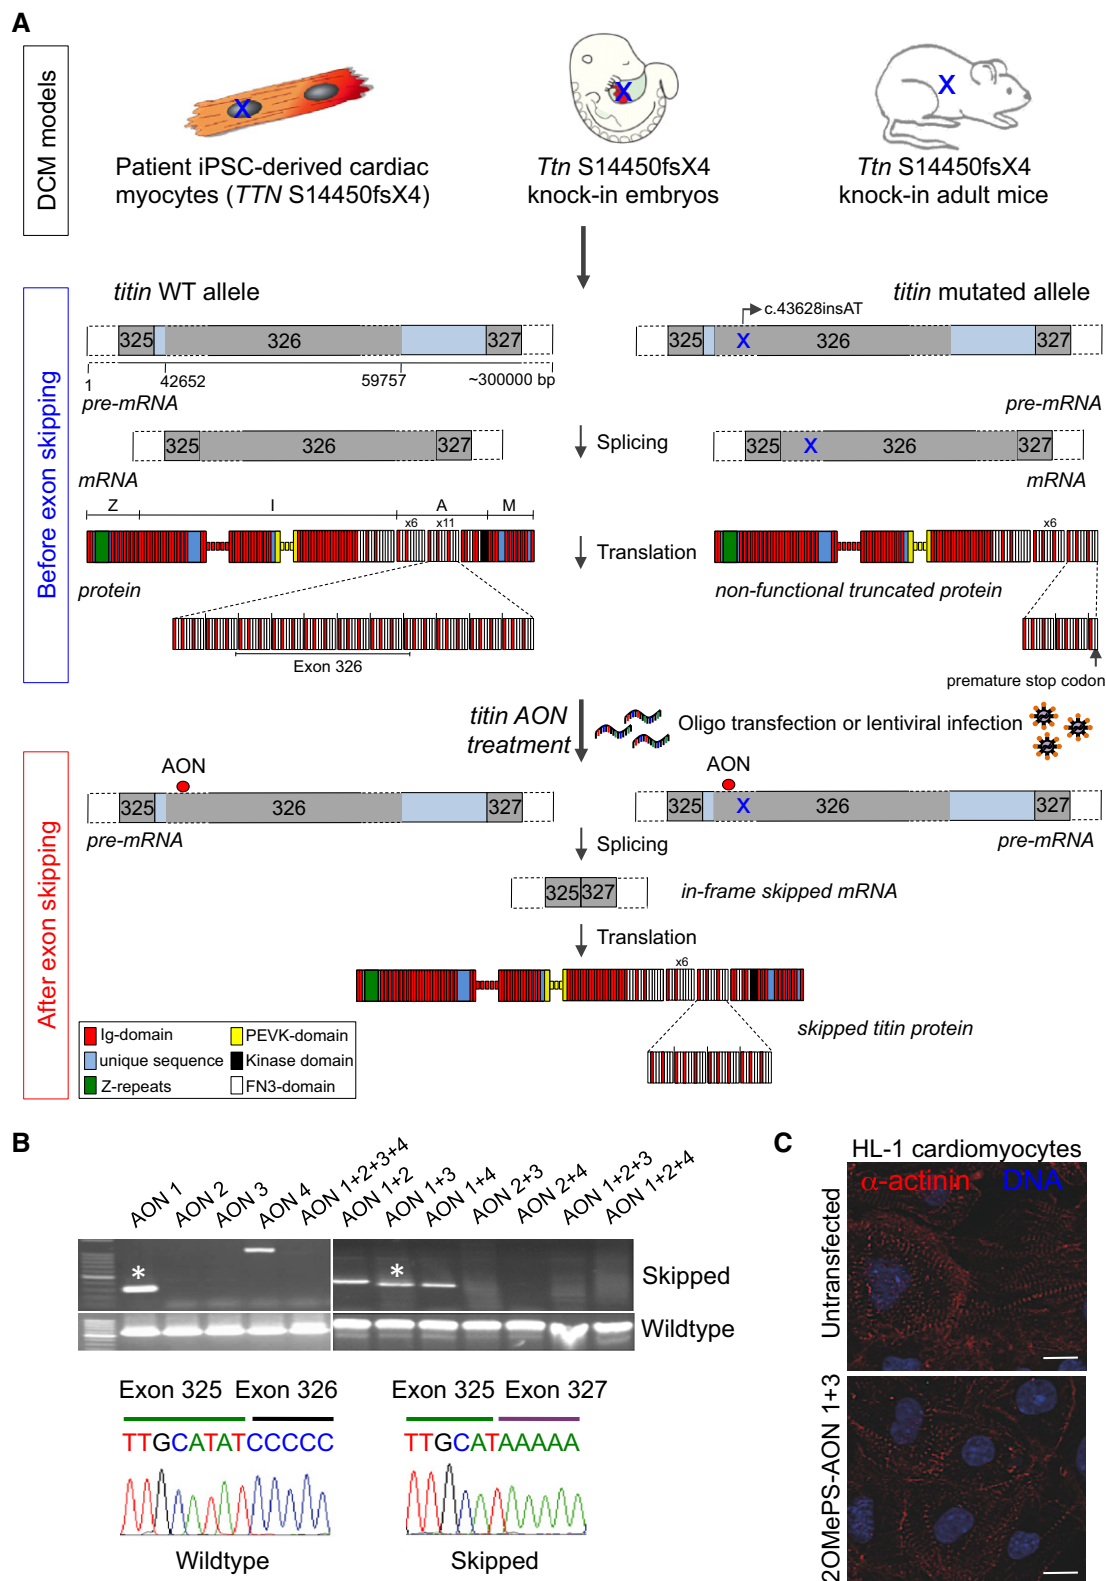 A
DCM models
Patient iPSC-derived cardiac
myocytes (TTN S14450fsX4)
Ttn S14450fsX4
knock-in embryos
Ttn S14450fsX4
knock-in adult mice
X
X
X
Before exon skipping
titin WT allele
titin mutated allele
c.43628insAT
325
326
327
325
X
326
327
1
42652
59757
~300000 bp
pre-mRNA
pre-mRNA
325
326
327
Splicing
325
X
326
327
mRNA
mRNA
Z
I
A
M
x6
x11
x6
Translation
protein
non-functional truncated protein
Exon 326
premature stop codon
titin AON
treatment
Oligo transfection or lentiviral infection
After exon skipping
AON
AON
325
326
327
325
X
326
327
pre-mRNA
pre-mRNA
Splicing
325
327
in-frame skipped mRNA
Translation
x6
skipped titin protein
Ig-domain
PEVK-domain
unique sequence
Kinase domain
Z-repeats
FN3-domain
B
AON 1
AON 2
AON 3
AON 4
AON 1+2+3+4
AON 1+2
AON 1+3
AON 1+4
AON 2+3
AON 2+4
AON 1+2+3
AON 1+2+4
*
*
Skipped
Wildtype
Exon 325
Exon 326
Exon 325
Exon 327
TTGCATATCCCCC
TTGCATAAAAA
Wildtype
Skipped
C
HL-1 cardiomyocytes
α-actinin
DNA
Untransfected
2OMePS-AON 1+3